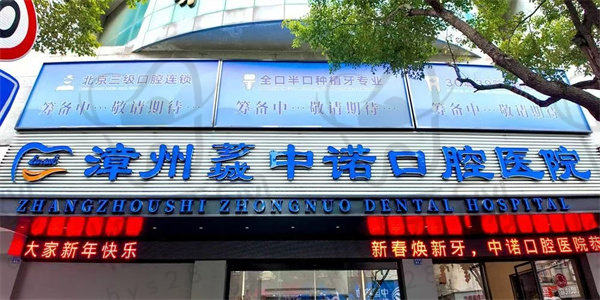 北京三级口腔连锁
筹备中···敬请期待···
全口半口种植牙专业
筹备中···敬请期待···
筹备中···敬请期待···
漳州 中诺口腔医院
ZHANGZHOUSHI ZHONGNUO DENTAL HOSPITAL
大家新年快乐
新春焕新牙，中诺口腔医院恭